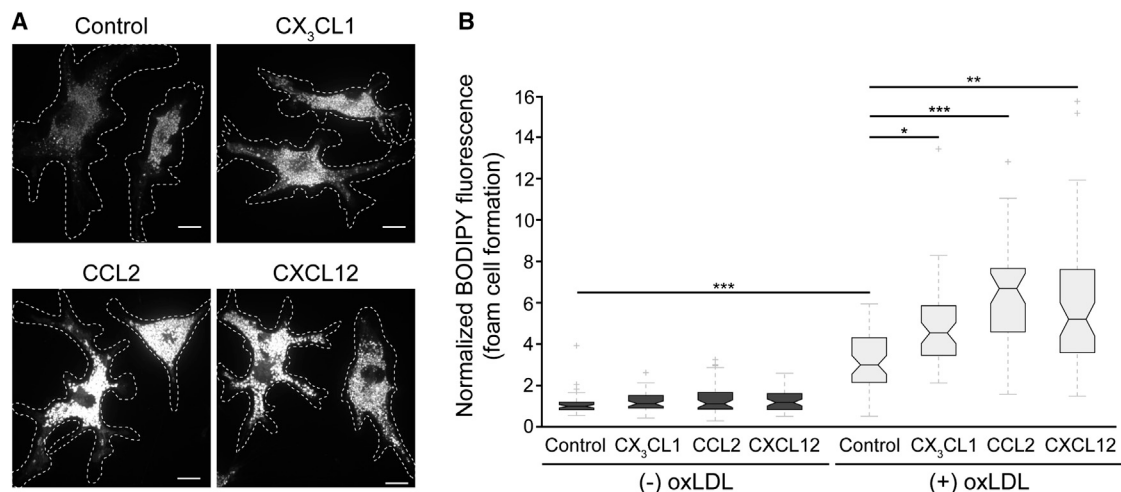 A
Control
CX₃CL1
CCL2
CXCL12
B
Normalized BODIPY fluorescence
(foam cell formation)
16
14
12
10
8
6
4
2
0
***
*
***
**
Control CX₃CL1 CCL2 CXCL12 Control CX₃CL1 CCL2 CXCL12
(-) oxLDL (+) oxLDL